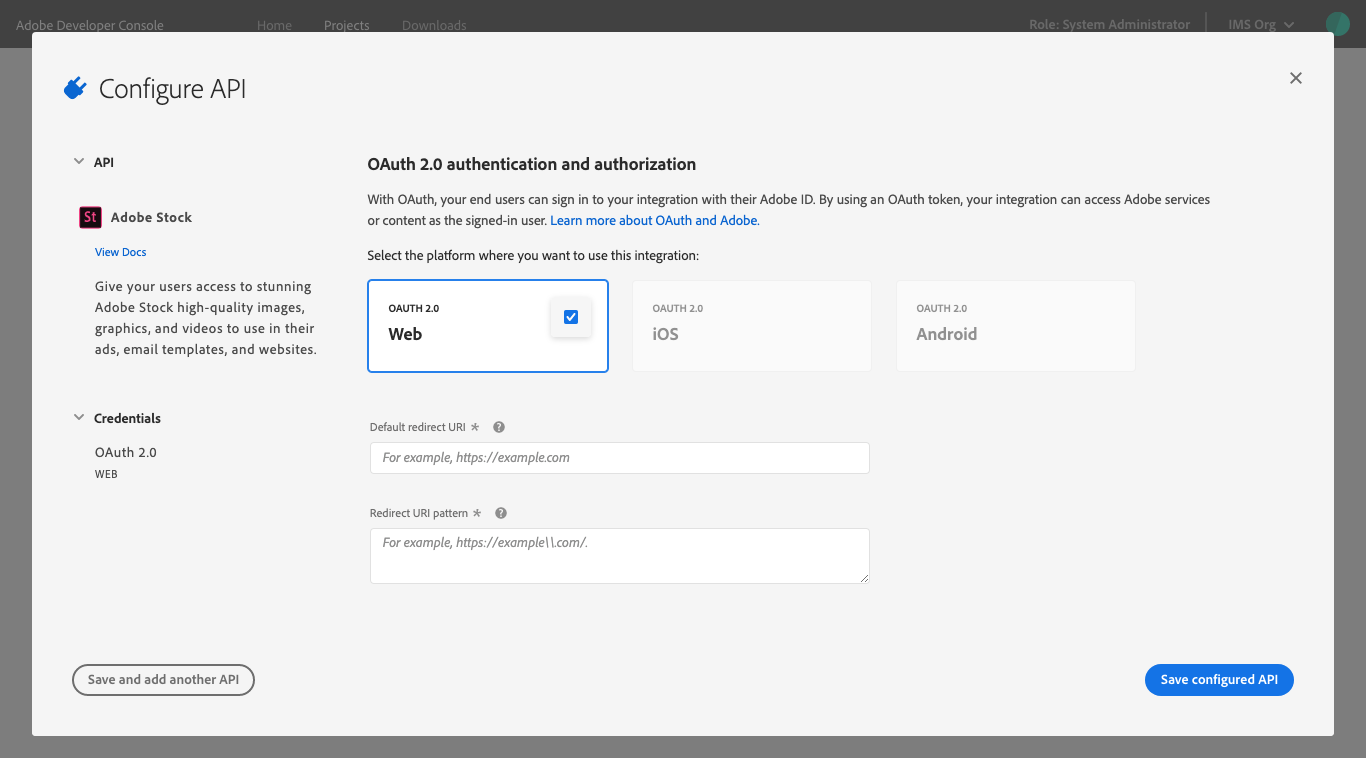 Adobe Developer Console
Home
Projects
Downloads
Role: System Administrator
IMS Org
Configure API
API
St
Adobe Stock
View Docs
Give your users access to stunning
Adobe Stock high-quality images,
graphics, and videos to use in their
ads, email templates, and websites.
Credentials
OAuth 2.0
WEB
OAuth 2.0 authentication and authorization
With OAuth, your end users can sign in to your integration with their Adobe ID. By using an OAuth token, your integration can access Adobe services
or content as the signed-in user. Learn more about OAuth and Adobe.
Select the platform where you want to use this integration:
OAUTH 2.0
Web
OAUTH 2.0
iOS
OAUTH 2.0
Android
Default redirect URI * ?
For example, https://example.com
Redirect URI pattern * ?
For example, https://example\\.com/.
Save and add another API
Save configured API